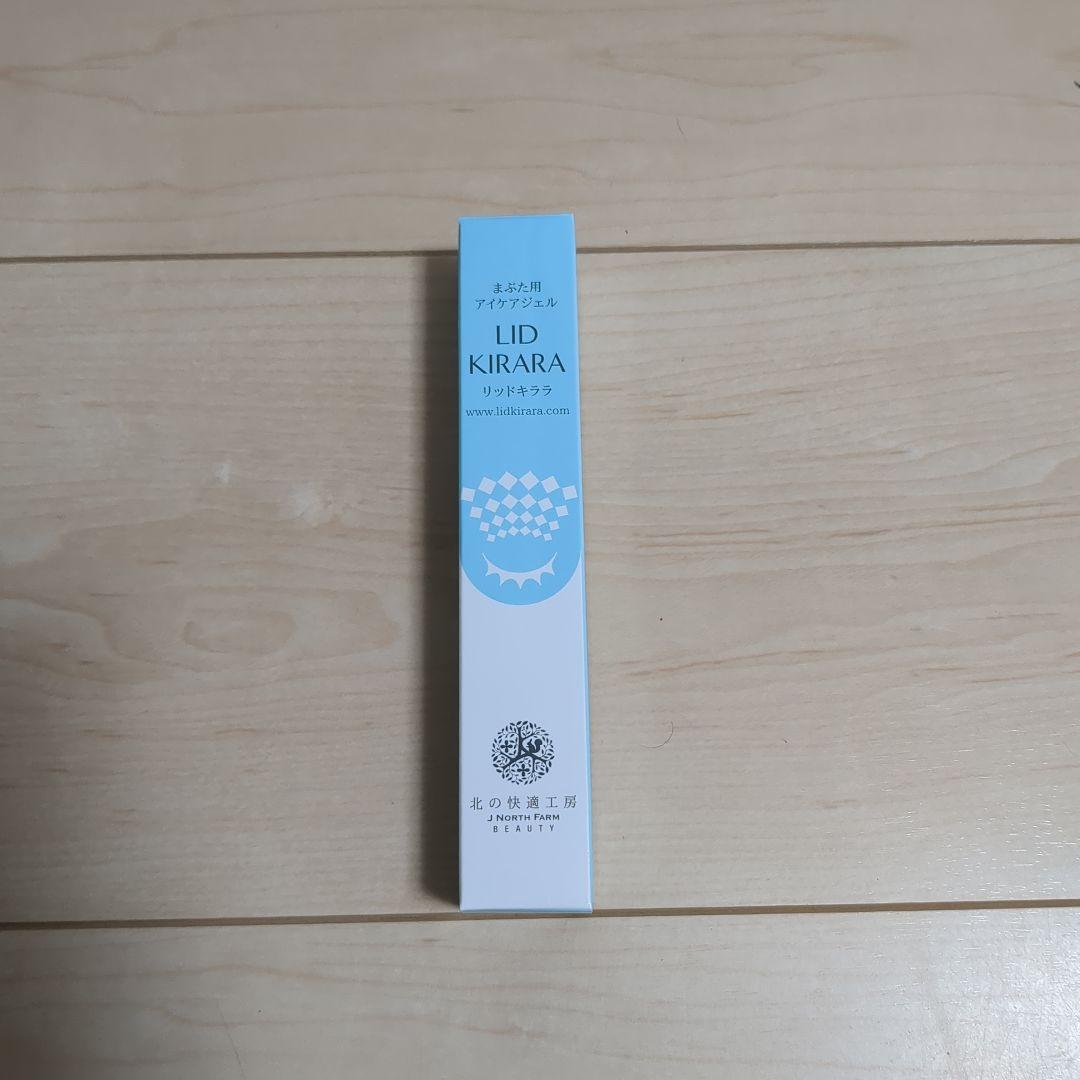 まぶた用
アイケアジェル
LID
KIRARA
リッドキララ
www.lidkirara.com
北の快適工房
J NORTH FARM
BEAUTY